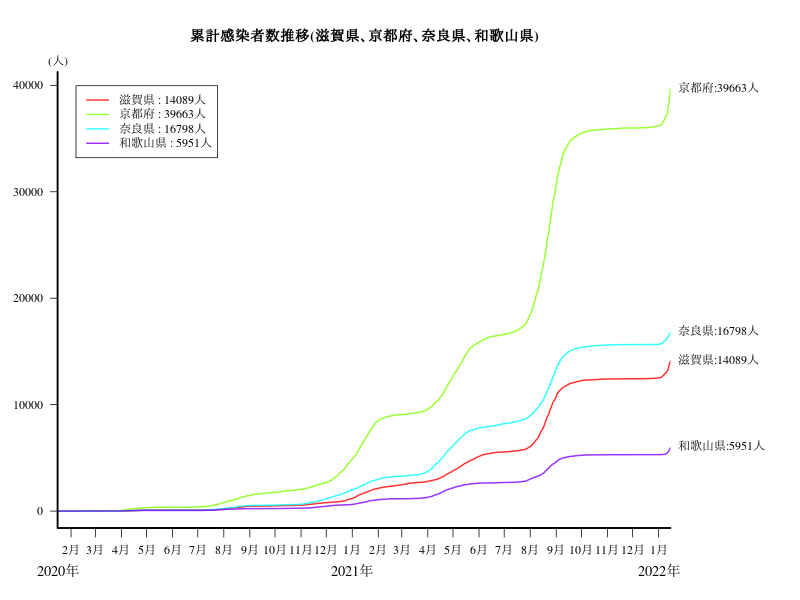 累計感染者数推移(滋賀県、京都府、奈良県、和歌山県)
(人)
40000
30000
20000
10000
0
滋賀県 : 14089人
京都府 : 39663人
奈良県 : 16798人
和歌山県 : 5951人
京都府:39663人
奈良県:16798人
滋賀県:14089人
和歌山県:5951人
2月 3月 4月 5月 6月 7月 8月 9月 10月 11月 12月 1月 2月 3月 4月 5月 6月 7月 8月 9月 10月 11月 12月 1月
2020年 2021年 2022年